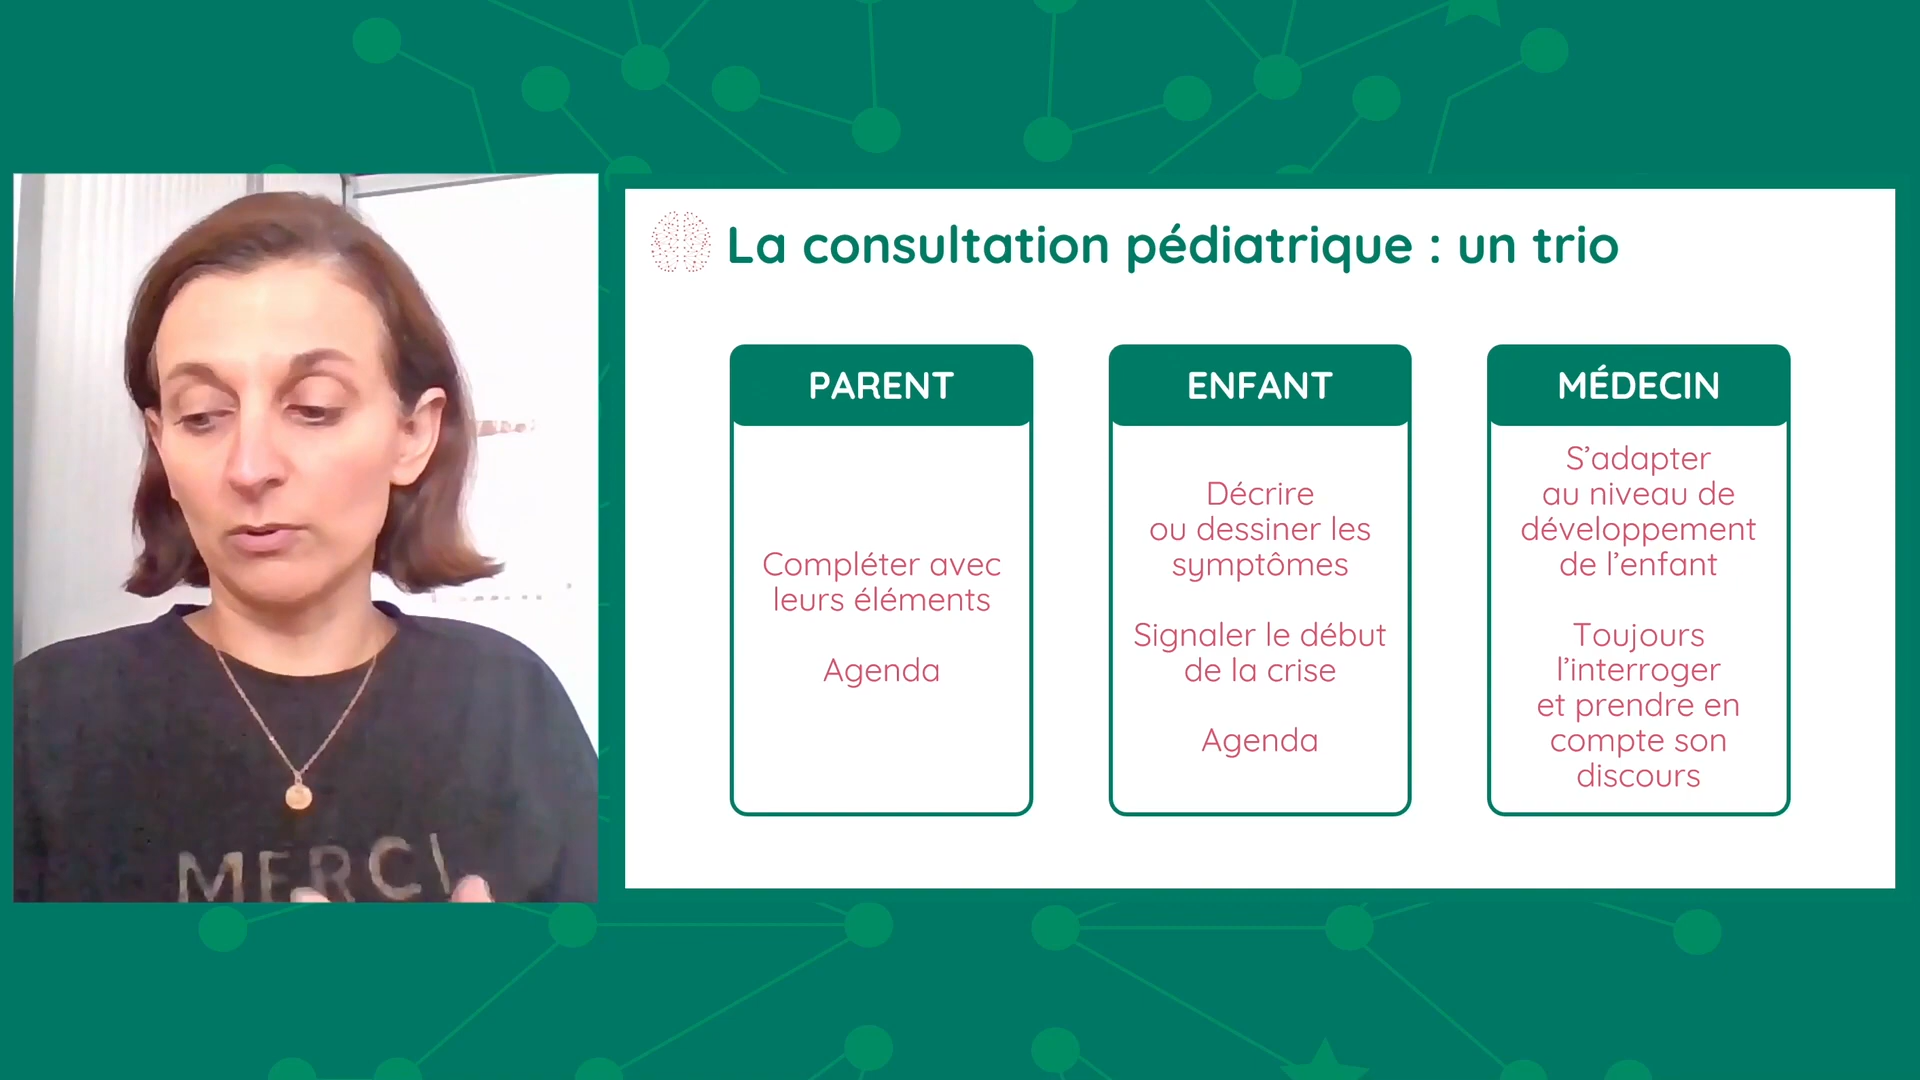 La consultation pédiatrique : un trio
PARENT
Compléter avec
leurs éléments
Agenda
ENFANT
Décrire
ou dessiner les
symptômes
Signaler le début
de la crise
Agenda
MÉDECIN
S’adapter
au niveau de
développement
de l’enfant
Toujours
l’interroger
et prendre en
compte son
discours
MERCI